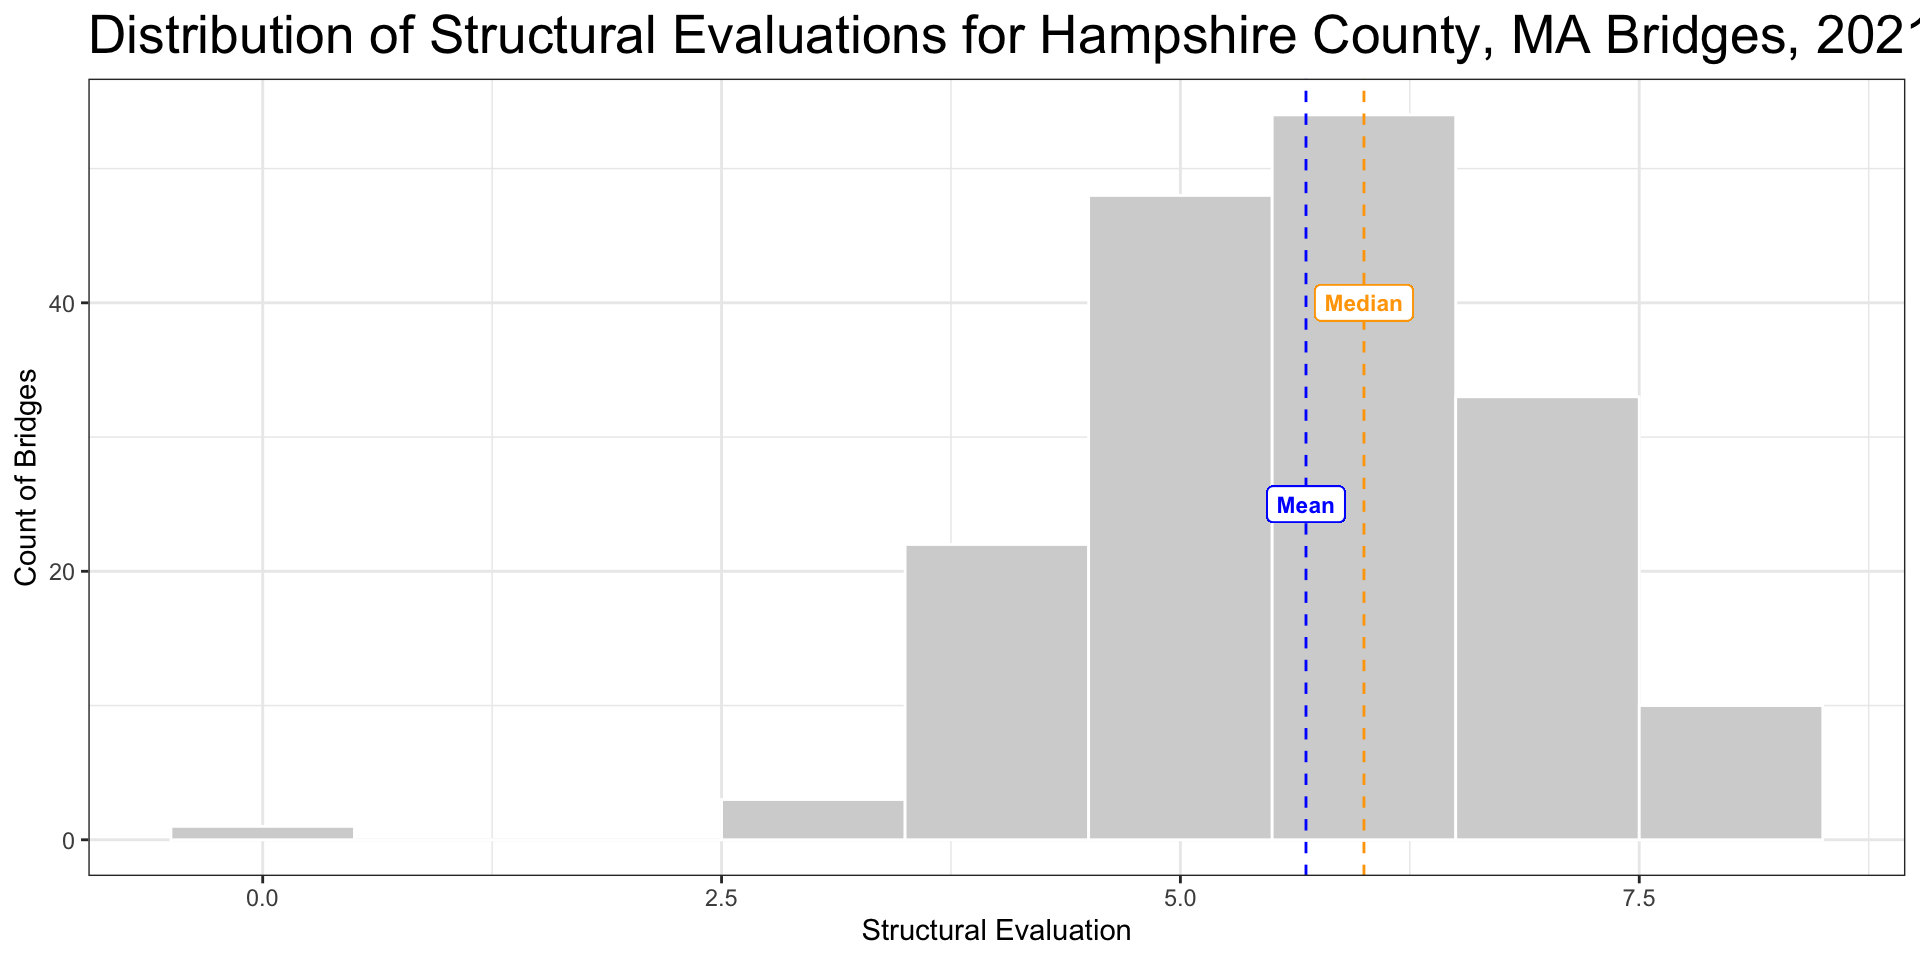 Distribution of Structural Evaluations for Hampshire County, MA Bridges, 2021
Count of Bridges
40
20
0
Median
Mean
0.0
2.5
5.0
7.5
Structural Evaluation